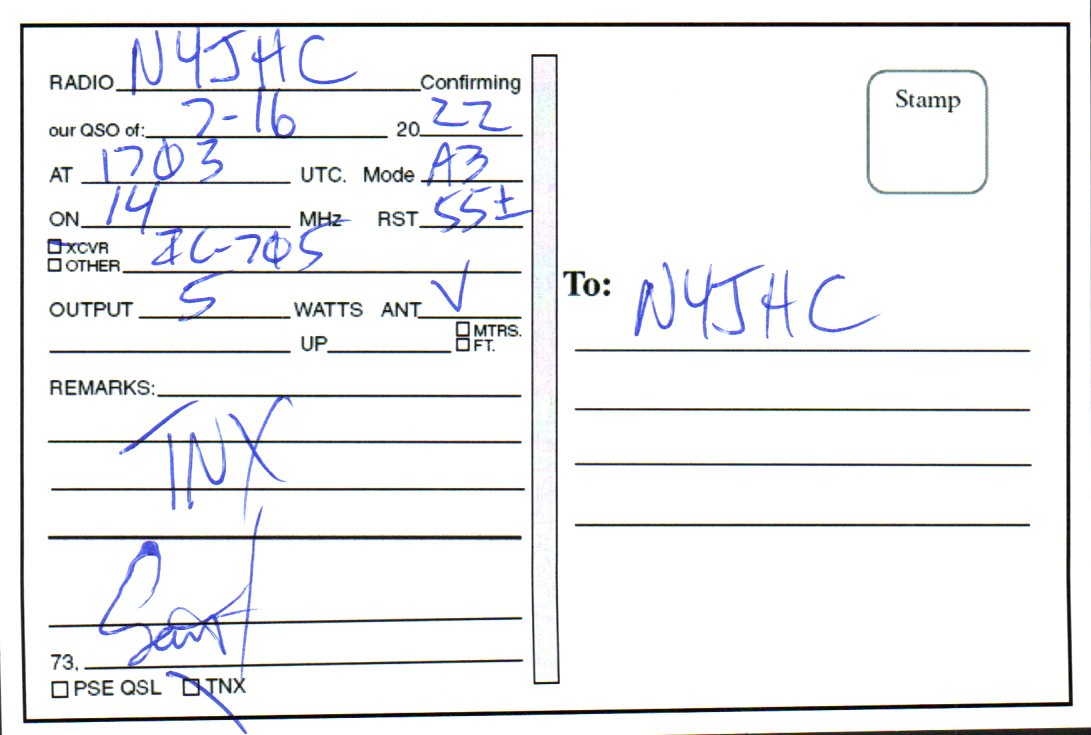 RADIO N4JHC Confirming
our QSO of: 7-16 2022
AT 1703 UTC. Mode A3
ON 14 MHz RST 55±
XCVR IC-705
OTHER
OUTPUT 5 WATTS ANT V
UP MTRS.
FT.
REMARKS:
TNX
73,
PSE QSL TNX
Stamp
To: N4JHC